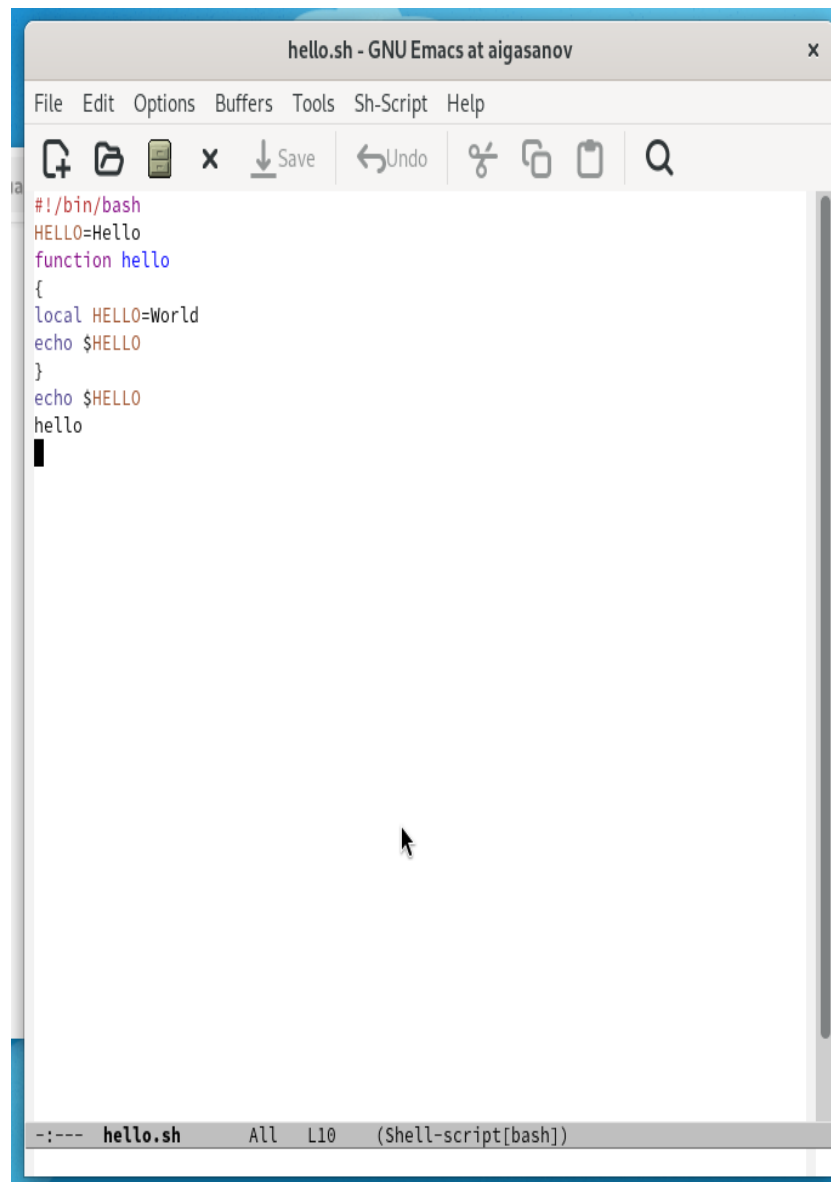 hello.sh - GNU Emacs at aigasanov x
File Edit Options Buffers Tools Sh-Script Help
Save Undo
#!/bin/bash
HELLO=Hello
function hello
{
local HELLO=World
echo $HELLO
}
echo $HELLO
hello
-:--- hello.sh All L10 (Shell-script[bash])